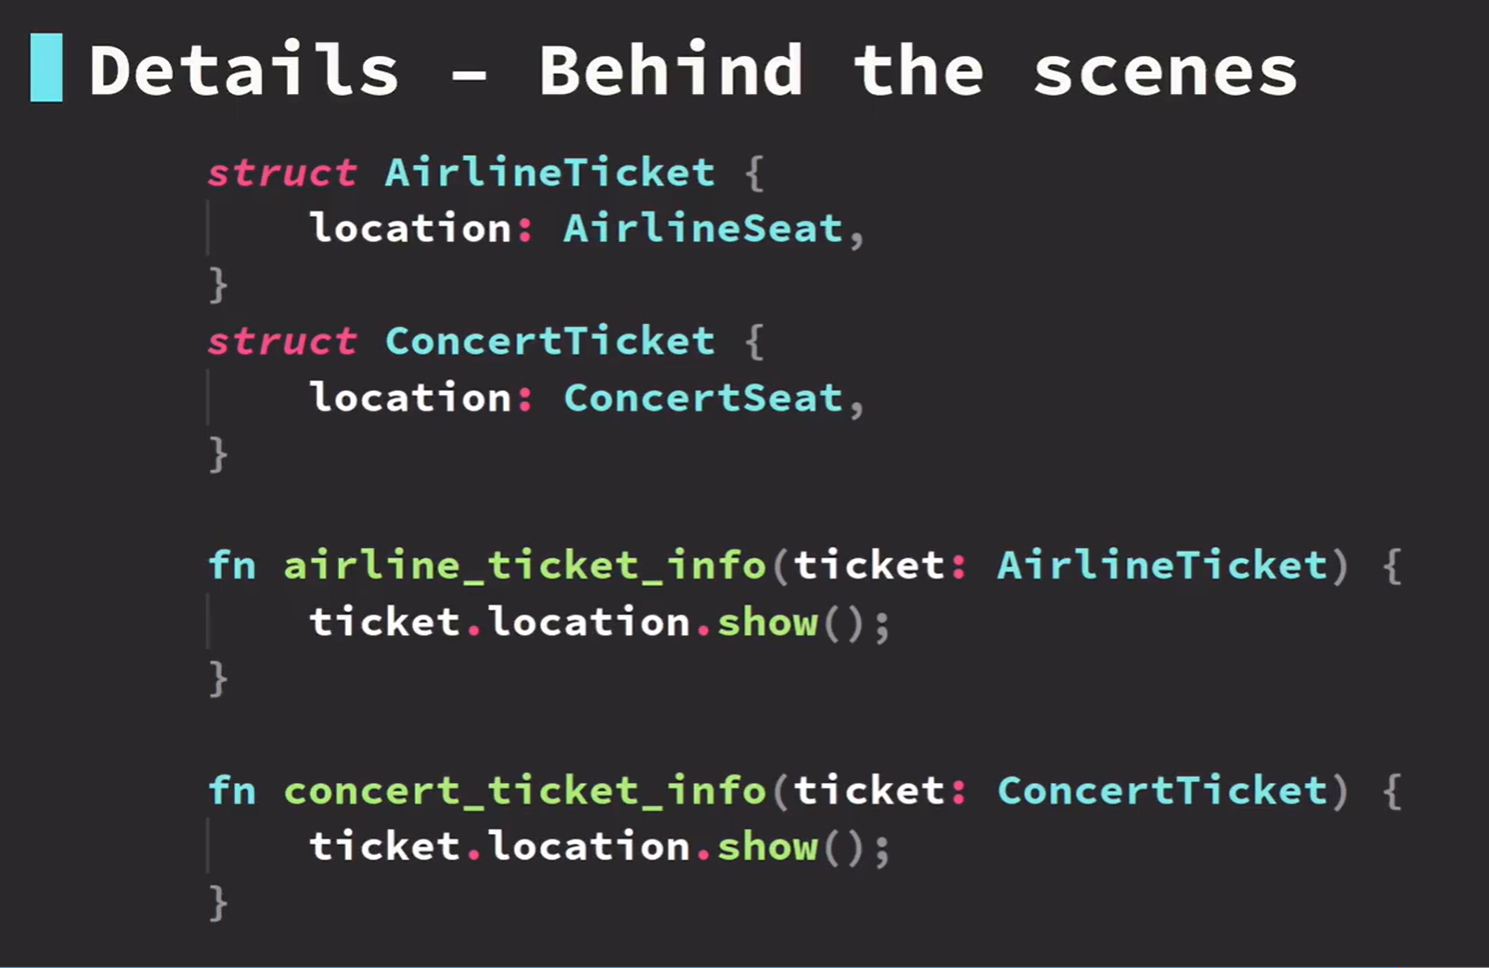 Details – Behind the scenes
struct AirlineTicket {
    location: AirlineSeat,
}
struct ConcertTicket {
    location: ConcertSeat,
}

fn airline_ticket_info(ticket: AirlineTicket) {
    ticket.location.show();
}

fn concert_ticket_info(ticket: ConcertTicket) {
    ticket.location.show();
}